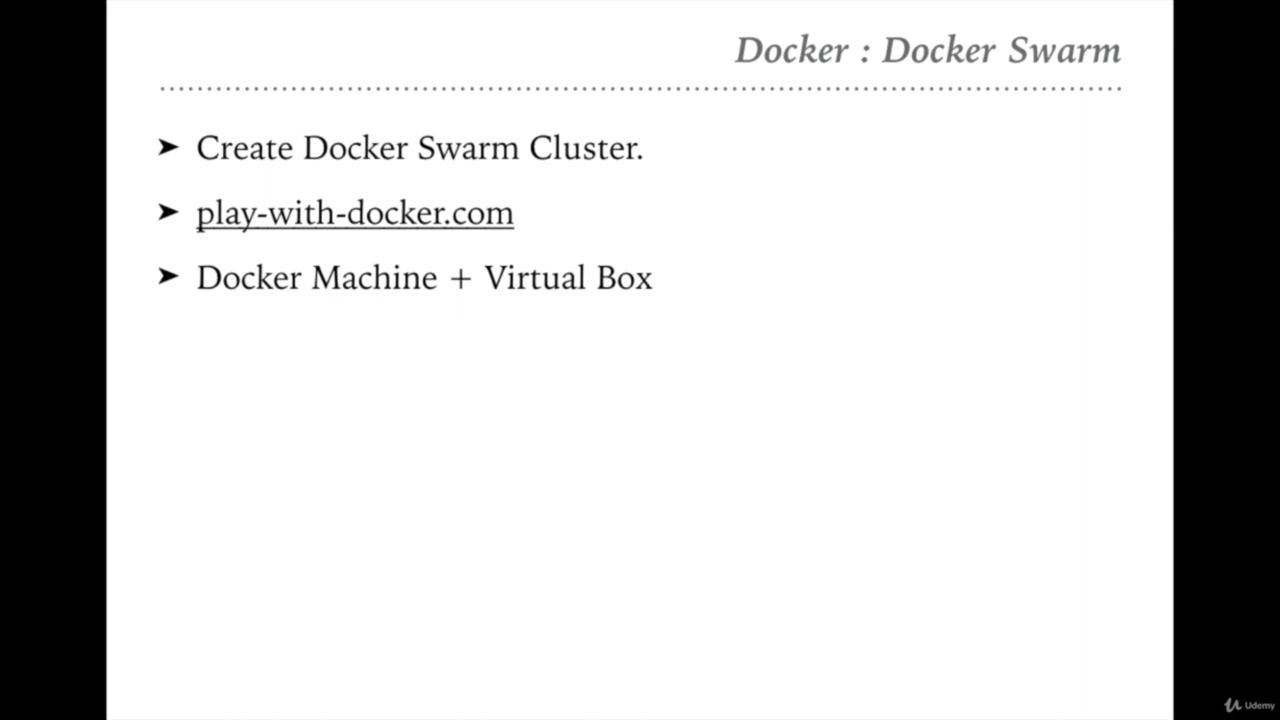 Docker : Docker Swarm
➤ Create Docker Swarm Cluster.
➤ play-with-docker.com
➤ Docker Machine + Virtual Box
Udemy